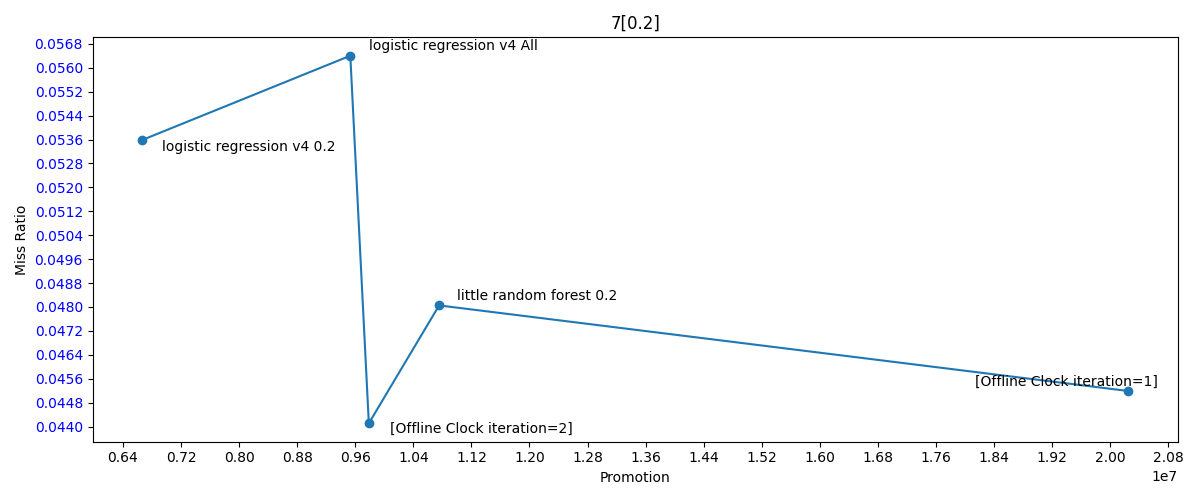 7[0.2]
0.0568
0.0560
0.0552
0.0544
0.0536
0.0528
0.0520
0.0512
0.0504
0.0496
0.0488
0.0480
0.0472
0.0464
0.0456
0.0448
0.0440
Miss Ratio
logistic regression v4 All
logistic regression v4 0.2
little random forest 0.2
[Offline Clock iteration=1]
[Offline Clock iteration=2]
0.64 0.72 0.80 0.88 0.96 1.04 1.12 1.20 1.28 1.36 1.44 1.52 1.60 1.68 1.76 1.84 1.92 2.00 2.08
1e7
Promotion